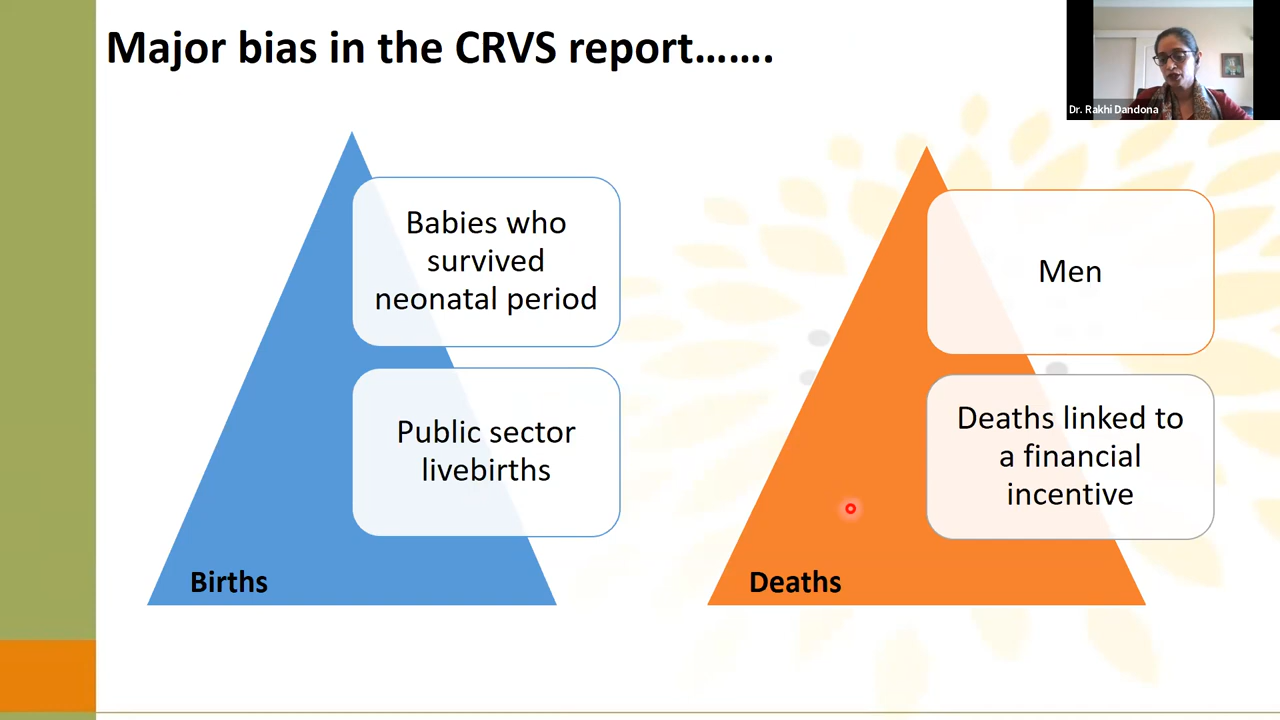 Major bias in the CRVS report.......
Dr. Rakhi Dandona
Babies who
survived
neonatal period
Public sector
livebirths
Births
Men
Deaths linked to
a financial
incentive
Deaths